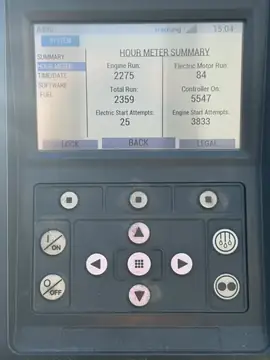 15:04
SYSTEM
HOUR METER SUMMARY
SUMMARY
HOUR METER
TIME/DATE
SOFTWARE
FUEL
Engine Run:
2275
Electric Motor Run:
84
Total Run:
2359
Controller On:
5547
Electric Start Attempts:
25
Engine Start Attempts:
3833
BACK
LEGAL
I/ON
O/OFF